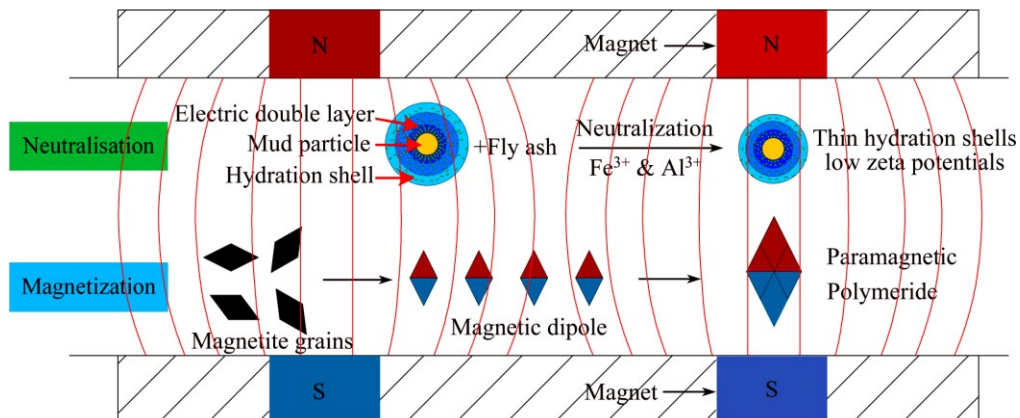 N
Magnet
N
Electric double layer
Mud particle
Hydration shell
Neutralisation
+Fly ash
Neutralization
Fe³⁺ & Al³⁺
Thin hydration shells
low zeta potentials
Magnetization
Magnetite grains
Magnetic dipole
Paramagnetic
Polymeride
S
Magnet
S